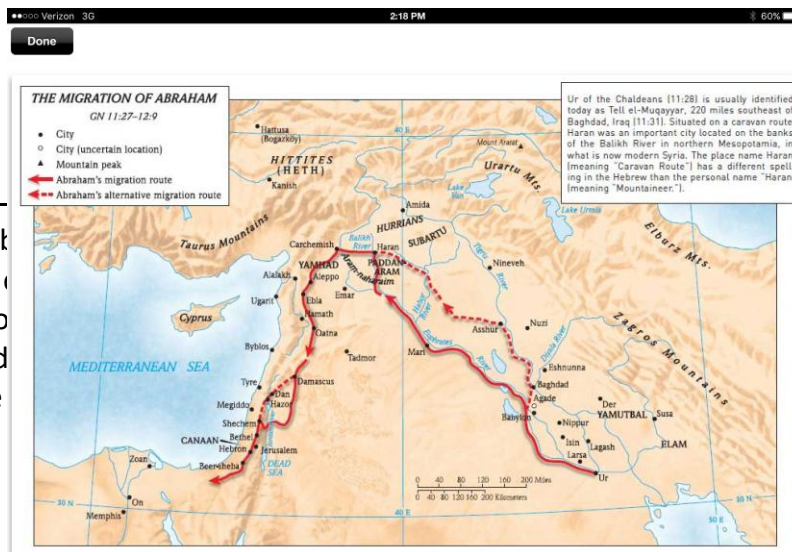 Verizon 3G
2:18 PM
60%
Done
THE MIGRATION OF ABRAHAM
GN 11:27–12:9
City
City (uncertain location)
Mountain peak
Abraham's migration route
Abraham's alternative migration route
Ur of the Chaldeans (11:28) is usually identified
today as Tell el-Muqayyar, 220 miles southeast of
Baghdad, Iraq (11:31). Situated on a caravan route
Haran was an important city located on the banks
of the Balikh River in northern Mesopotamia, in
what is now modern Syria. The place name Haran
(meaning "Caravan Route") has a different spell
ing in the Hebrew than the personal name "Haran
(meaning "Mountaineer.").
Hattusa
(Bogazköy)
40 E
Mount Ararat
HITTITES
(HETH)
Kanish
Urartu Mts.
Lake
Van
Lake Urmia
Amida
HURRIANS
SUBARTU
Taurus Mountains
Carchemish
Balikh
River
Haran
PADDAN-
ARAM
Aram-naharaim
Tigris
River
Nineveh
Elburz Mts.
Alalakh
YAMHAD
Aleppo
Ebla
Emar
Habor
River
Ugarit
Hamath
Qatna
Cyprus
Asshur
Nuzi
Zagros Mountains
Byblos
Tadmor
Mari
Euphrates
River
Diyala River
MEDITERRANEAN SEA
Eshnunna
Tyre
Damascus
Dan
Hazor
Baghdad
Agade
Megiddo
Shechem
Bethel
Babylon
Der
YAMUTBAL
Susa
CANAAN
Hebron
Jerusalem
Nippur
Isin
Lagash
ELAM
Beer-sheba
DEAD
SEA
Larsa
Ur
Zoan
On
Memphis
0 40 80 120 160 200 Miles
0 40 80 120 160 200 Kilometers
30 N
40 E
30 N
50 E